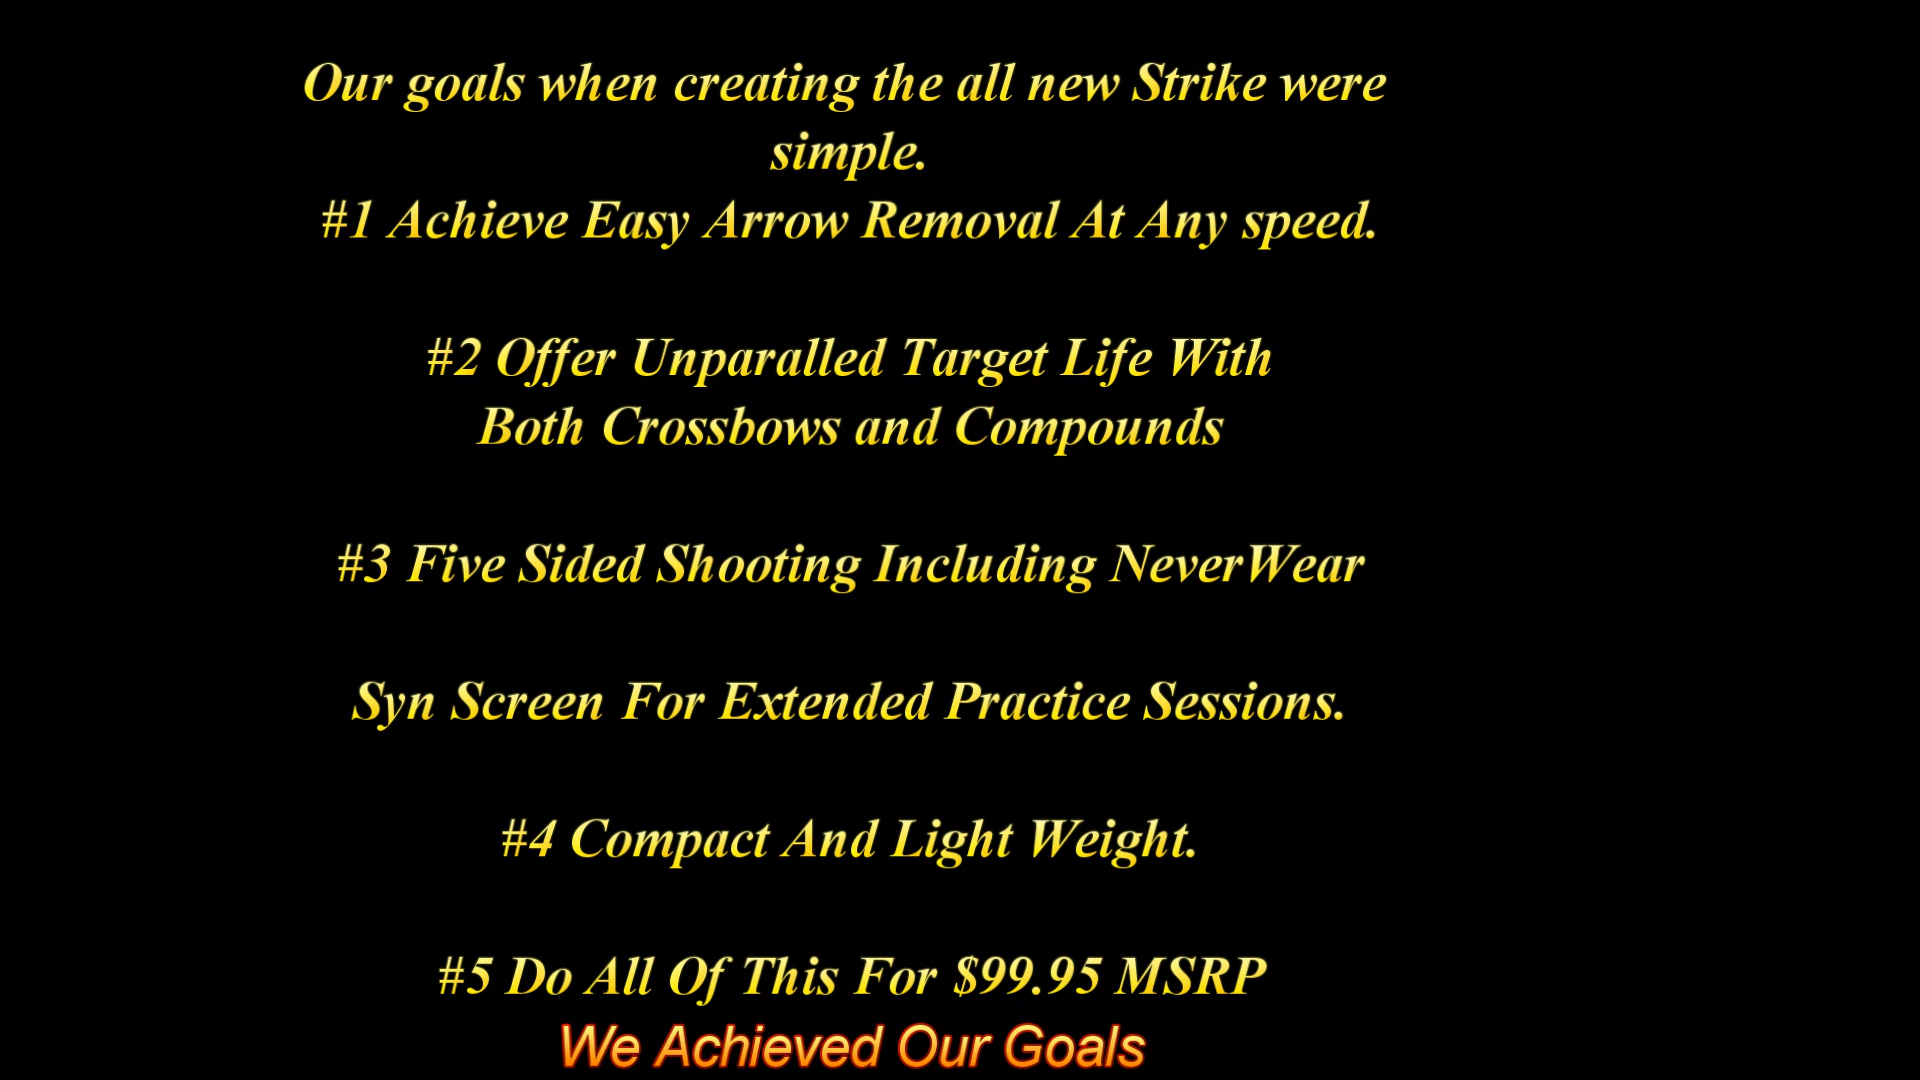 Our goals when creating the all new Strike were
simple.
#1 Achieve Easy Arrow Removal At Any speed.
#2 Offer Unparalled Target Life With
Both Crossbows and Compounds
#3 Five Sided Shooting Including NeverWear
Syn Screen For Extended Practice Sessions.
#4 Compact And Light Weight.
#5 Do All Of This For $99.95 MSRP
We Achieved Our Goals